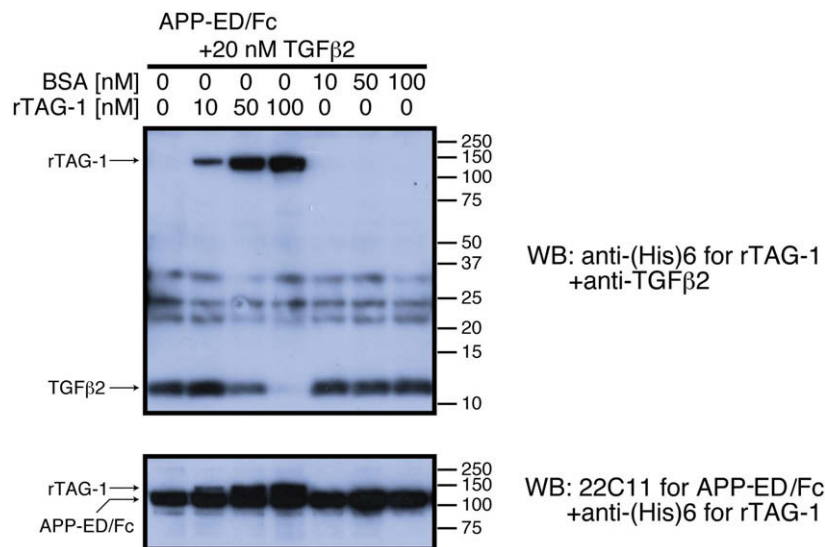 APP-ED/Fc
+20 nM TGFβ2
BSA [nM] 0 0 0 0 10 50 100
rTAG-1 [nM] 0 10 50 100 0 0 0
rTAG-1
250
150
100
75
50
37
25
20
15
10
TGFβ2
WB: anti-(His)6 for rTAG-1
+anti-TGFβ2
rTAG-1
APP-ED/Fc
250
150
100
75
WB: 22C11 for APP-ED/Fc
+anti-(His)6 for rTAG-1